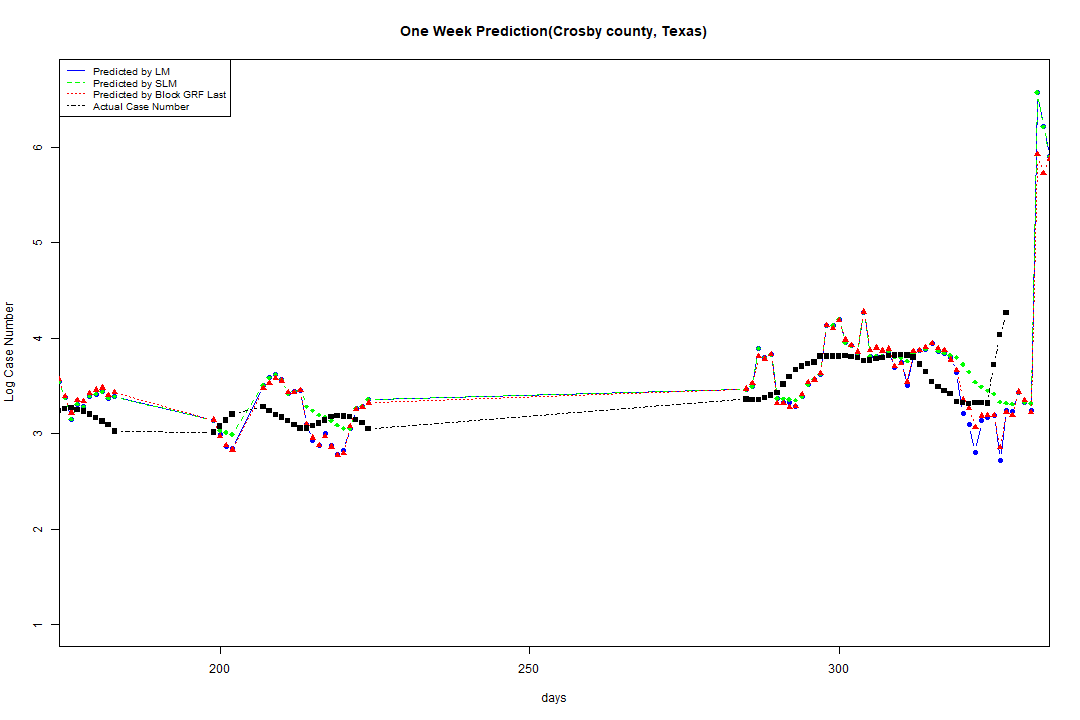 One Week Prediction(Crosby county, Texas)
Predicted by LM
Predicted by SLM
Predicted by Block GRF Last
Actual Case Number
Log Case Number
6
5
4
3
2
1
200
250
300
days